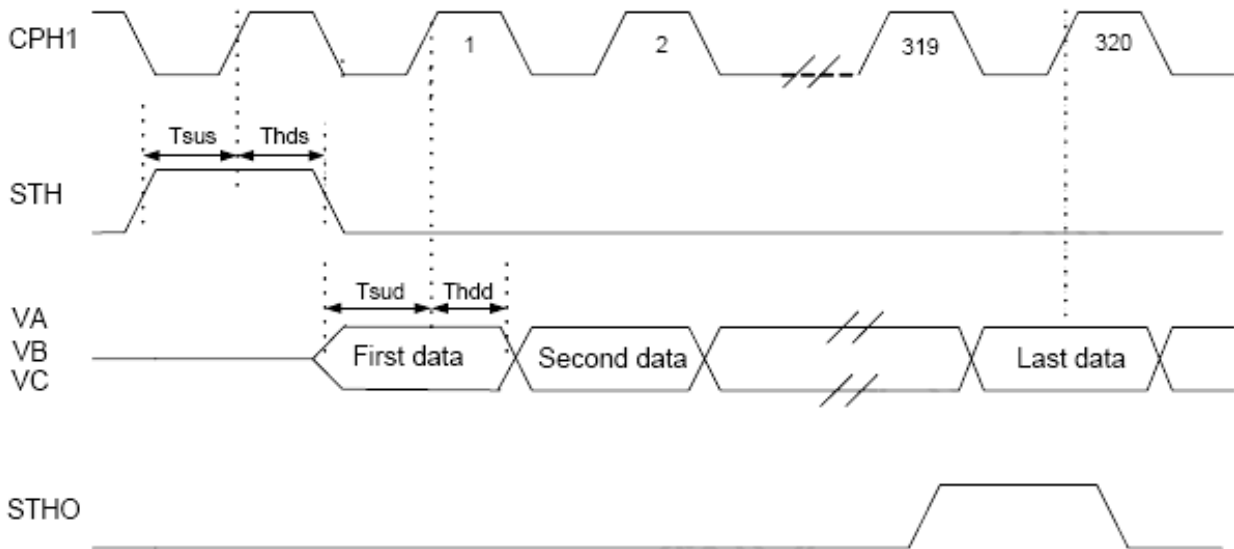 CPH1
1
2
319
320
Tsus
Thds
STH
Tsud
Thdd
VA
VB
VC
First data
Second data
Last data
STHO